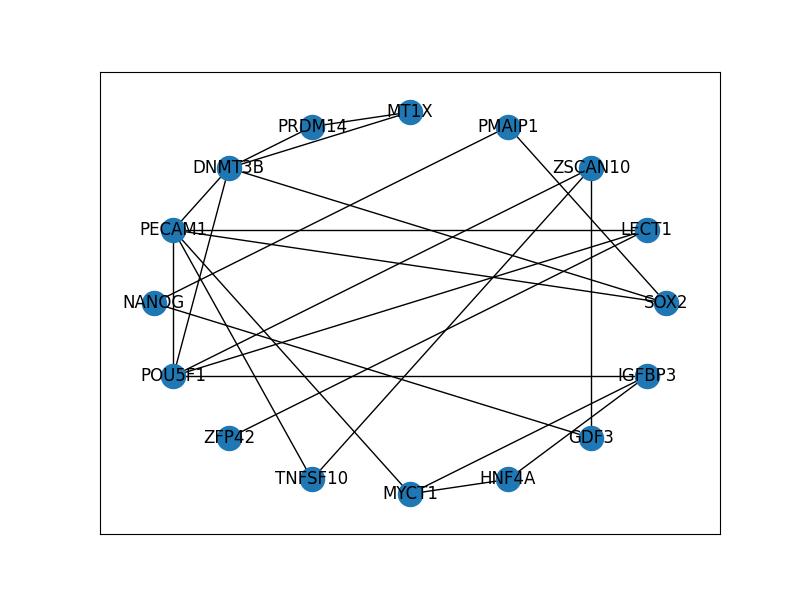 MT1X
PRDM14
PMAIP1
DNMT3B
ZSCAN10
PECAM1
LECT1
NANOG
SOX2
POU5F1
IGFBP3
ZFP42
GDF3
TNFSF10
HNF4A
MYCT1